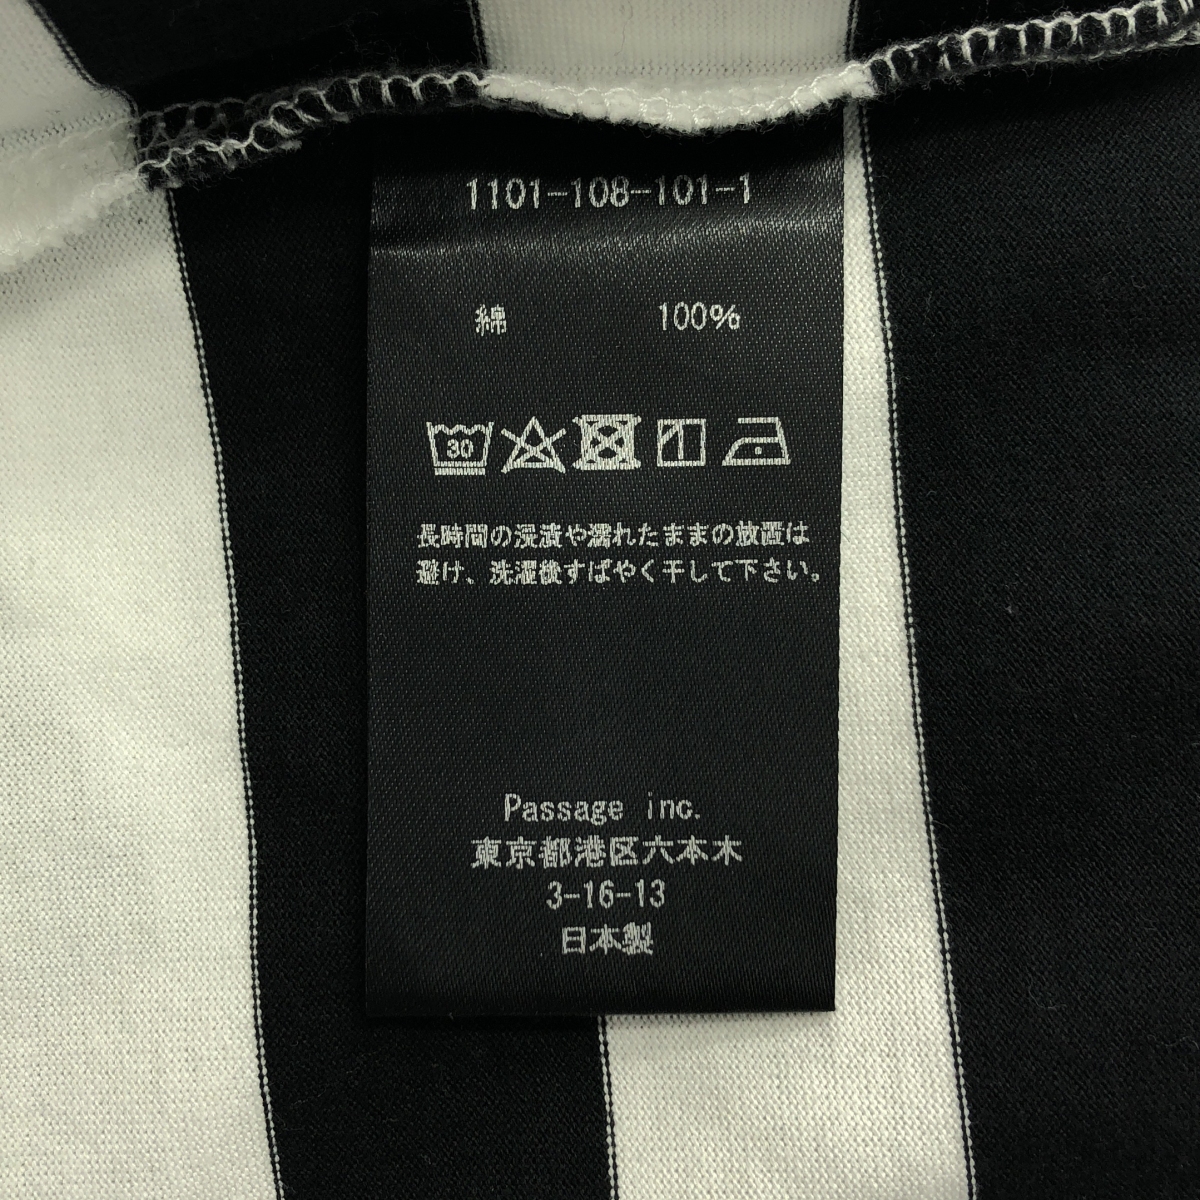 1101-108-101-1
綿 100%
30
長時間の浸漬や濡れたままの放置は
避け、洗濯後すばやく干して下さい。
Passage inc.
東京都港区六本木
3-16-13
日本製